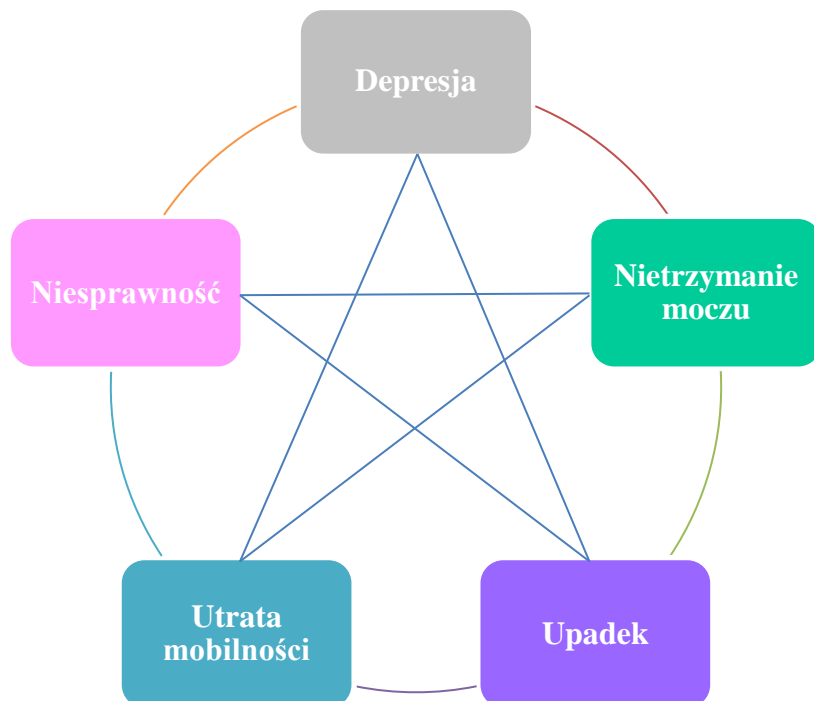 Depresja
Niesprawność
Nietrzymanie
moczu
Utrata
mobilności
Upadek